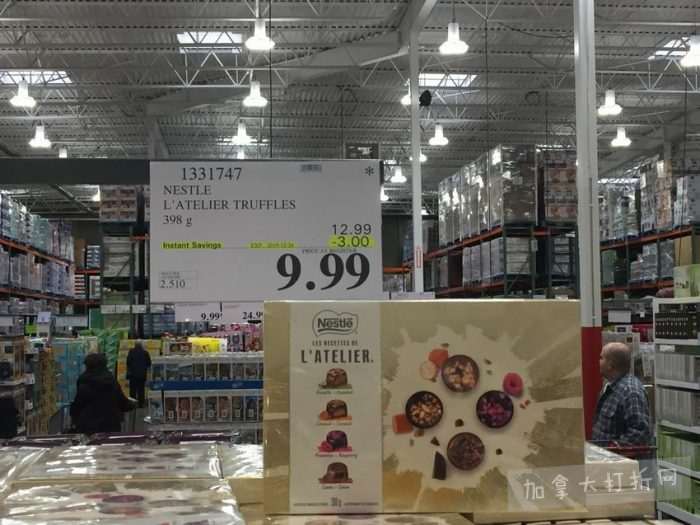 1331747 *
NESTLE
L'ATELIER TRUFFLES
398 g
12.99
Instant Savings
-3.00
9.99
2.510
9.99
24.99
Nestlé
LES RECETTES DE
L'ATELIER.
加拿大打折网